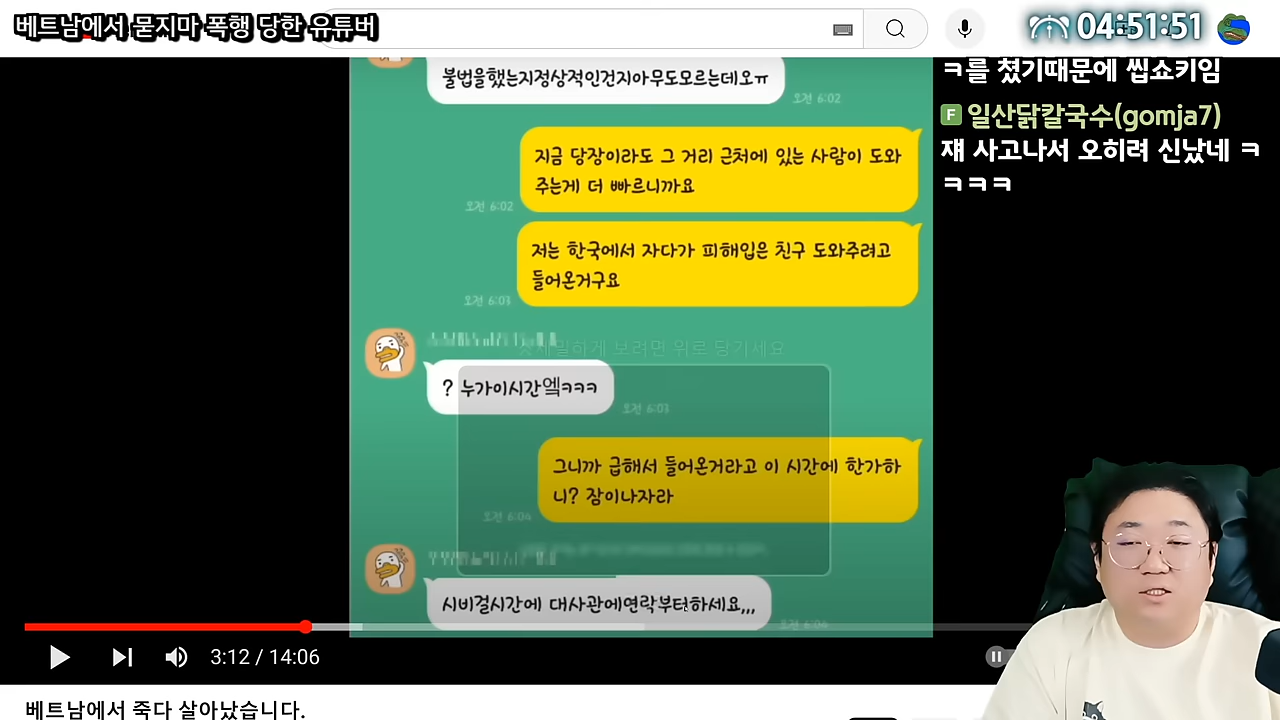 베트남에서 묻지마 폭행 당한 유튜버
04:51:51
ㅋ를 쳤기때문에 씹쇼키임
F 일산닭칼국수(gomja7)
쟤 사고나서 오히려 신났네 ㅋ
ㅋㅋㅋ
불법을했는지정상적인건지아무도모르는데오ㅠ
오전 6:02
지금 당장이라도 그 거리 근처에 있는 사람이 도와
주는게 더 빠르니까요
오전 6:02
저는 한국에서 자다가 피해입은 친구 도와주려고
들어온거구요
오전 6:03
밀하게 보려면 위로 당기세요
? 누가이시간엨ㅋㅋㅋ
오전 6:03
그니까 급해서 들어온거라고 이 시간에 한가하
니? 잠이나자라
오전 6:04
시비걸시간에 대사관에연락부터하세요,,,
오전 6:04
3:12 / 14:06
베트남에서 죽다 살아났습니다.